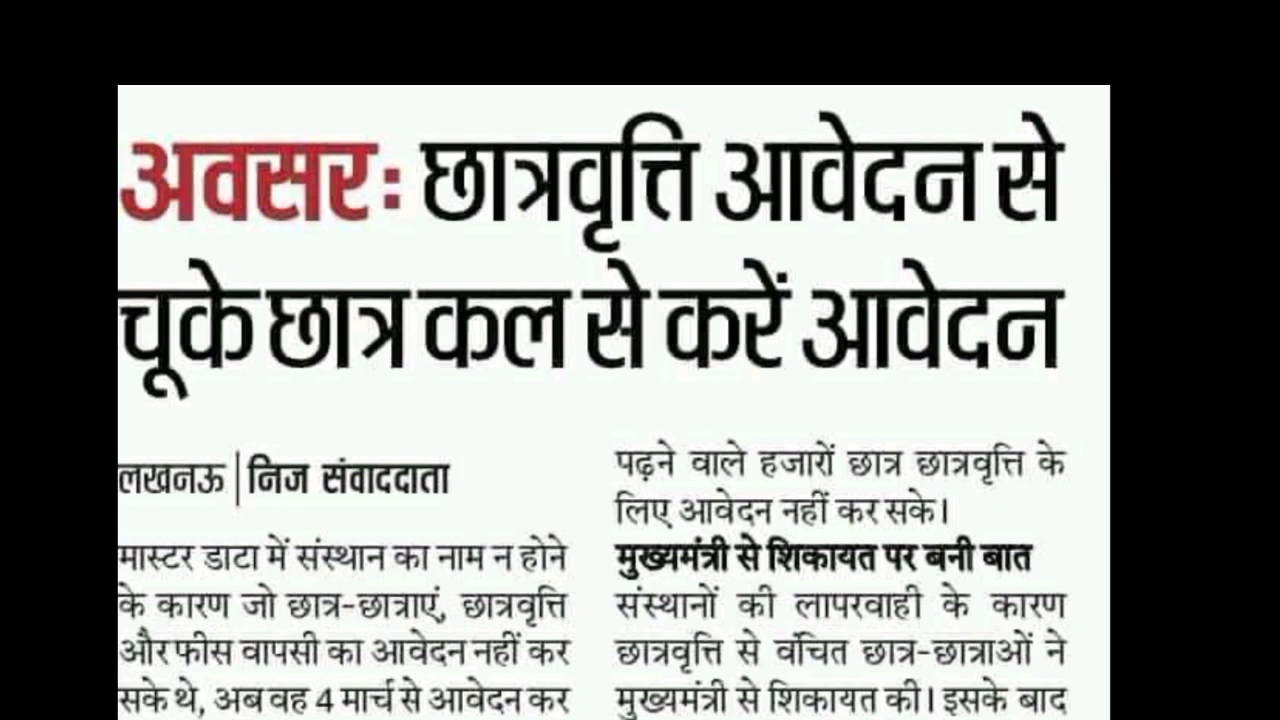 अवसर: छात्रवृत्ति आवेदन से
चूके छात्र कल से करें आवेदन
लखनऊ | निज संवाददाता
मास्टर डाटा में संस्थान का नाम न होने
के कारण जो छात्र-छात्राएं, छात्रवृत्ति
और फीस वापसी का आवेदन नहीं कर
सके थे, अब वह 4 मार्च से आवेदन कर
पढ़ने वाले हजारों छात्र छात्रवृत्ति के
लिए आवेदन नहीं कर सके।
मुख्यमंत्री से शिकायत पर बनी बात
संस्थानों की लापरवाही के कारण
छात्रवृत्ति से वंचित छात्र-छात्राओं ने
मुख्यमंत्री से शिकायत की। इसके बाद